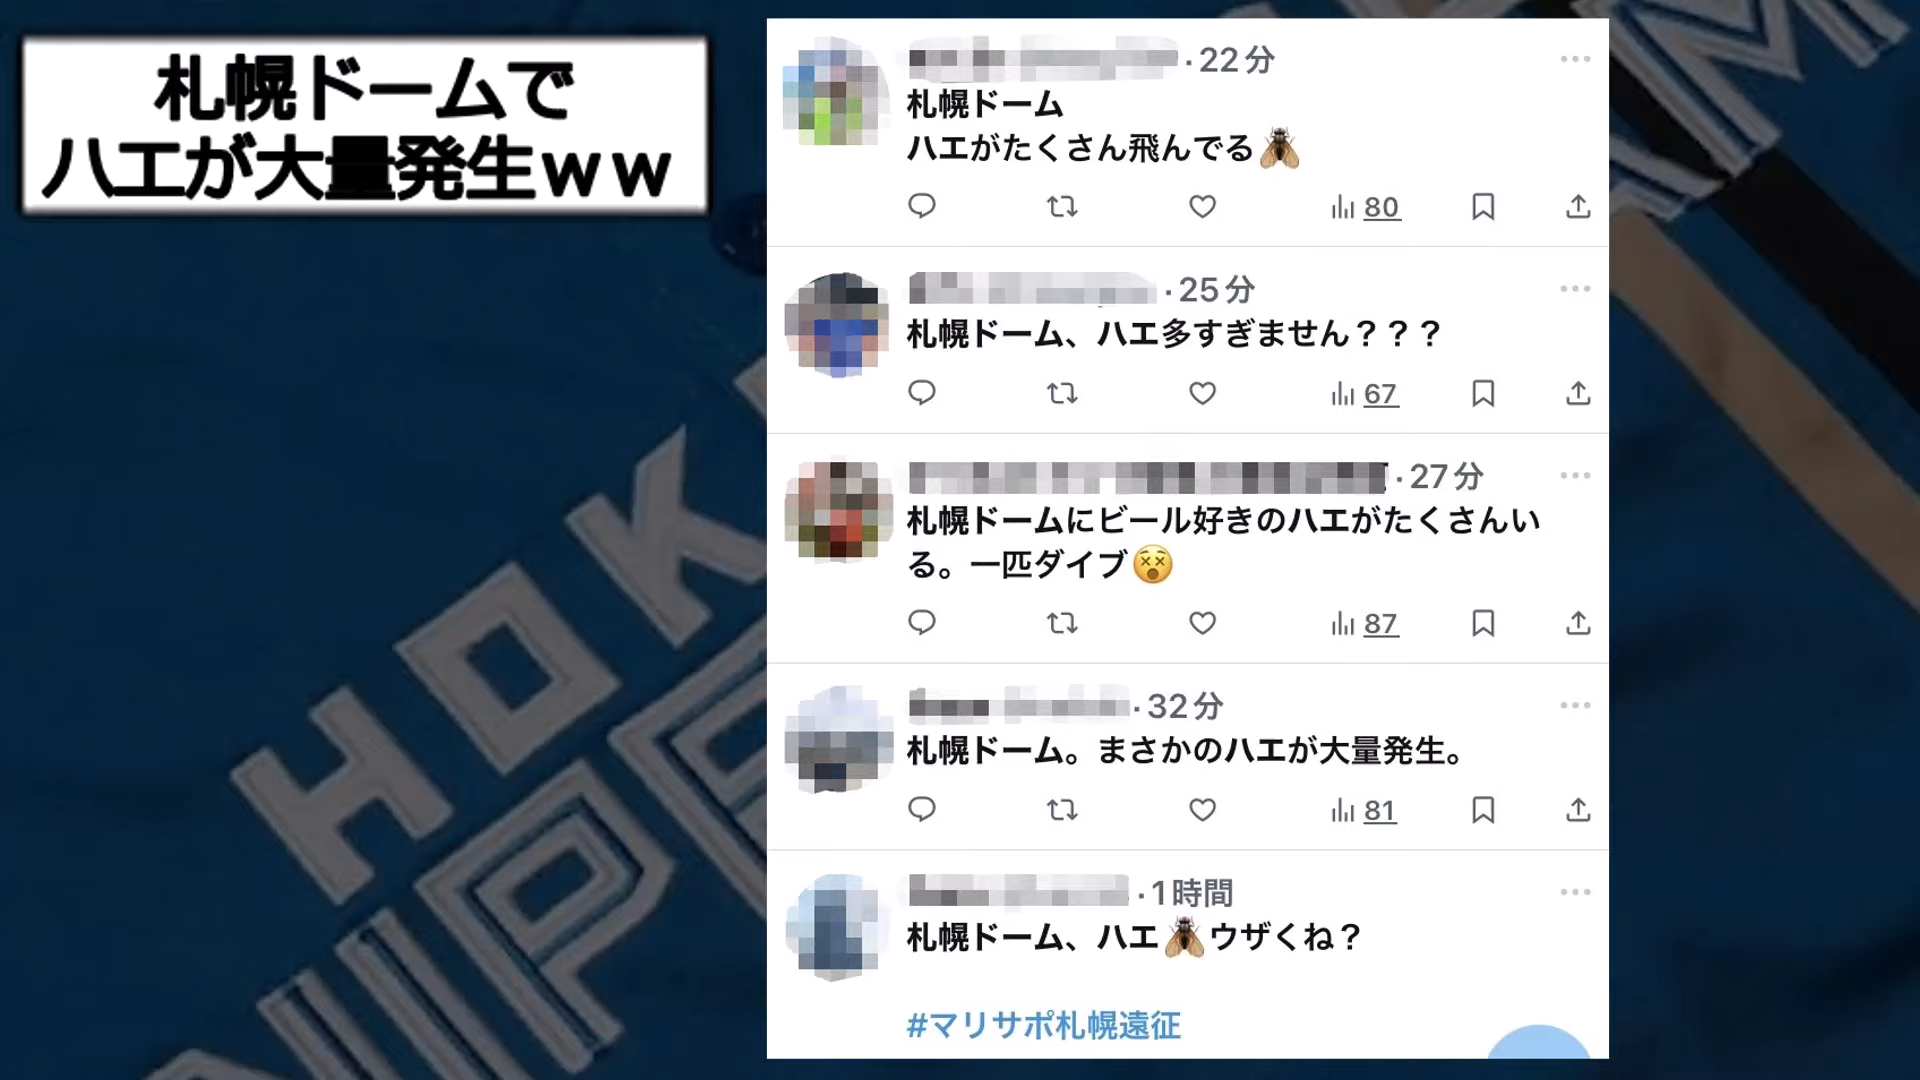 札幌ドームで
ハエが大量発生ww
・22分
札幌ドーム
ハエがたくさん飛んでる🪰
80
・25分
札幌ドーム、ハエ多すぎません？？？
67
・27分
札幌ドームにビール好きのハエがたくさんい
る。一匹ダイブ😵
87
・32分
札幌ドーム。まさかのハエが大量発生。
81
・1時間
札幌ドーム、ハエ🪰ウザくね？
#マリサポ札幌遠征
HOK